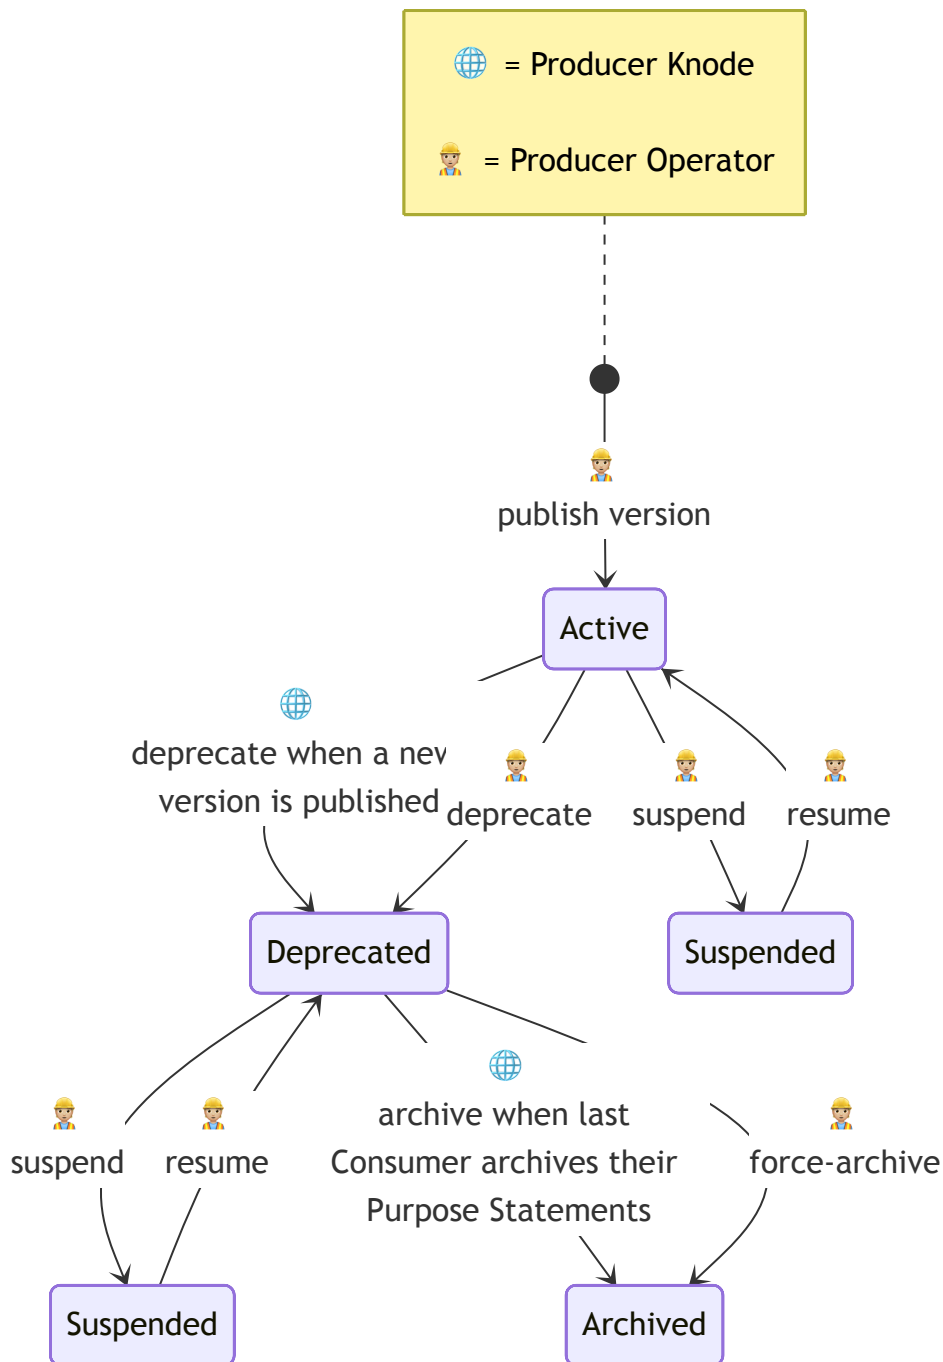 🌐 = Producer Knode
👷🏼 = Producer Operator
👷🏼
publish version
Active
🌐
deprecate when a new
version is published
👷🏼
deprecate
👷🏼
suspend
👷🏼
resume
Deprecated
Suspended
👷🏼
suspend
👷🏼
resume
🌐
archive when last
Consumer archives their
Purpose Statements
👷🏼
force-archive
Suspended
Archived